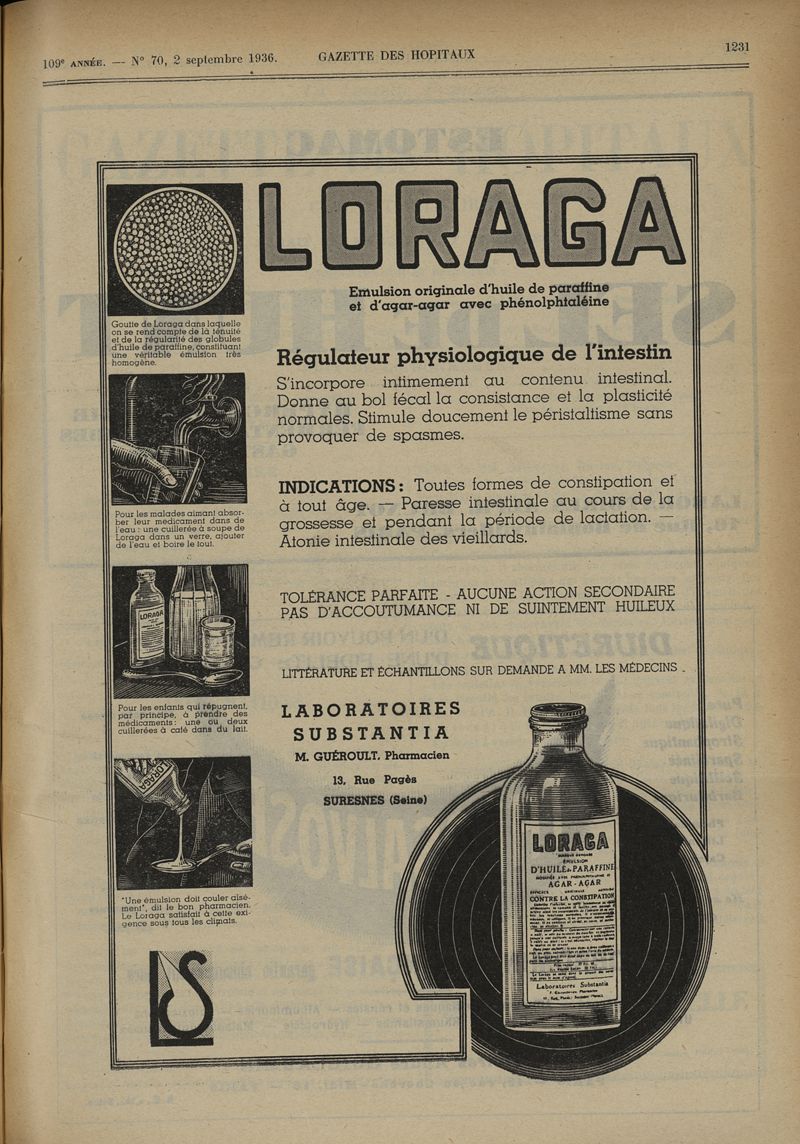 109e ANNÉE. — N° 70, 2 septembre 1936.
GAZETTE DES HOPITAUX
1231
LORAGA
Emulsion originale d'huile de paraffine
et d'agar-agar avec phénolphtaléine
Goutte de Loraga dans laquelle
on se rend compte de la ténuité
et de la régularité des globules
d'huile de paraffine, constituant
une véritable émulsion très
homogène.
Régulateur physiologique de l'intestin
S'incorpore intimement au contenu intestinal.
Donne au bol fécal la consistance et la plasticité
normales. Stimule doucement le péristaltisme sans
provoquer de spasmes.
INDICATIONS : Toutes formes de constipation et
à tout âge. — Paresse intestinale au cours de la
grossesse et pendant la période de lactation. —
Atonie intestinale des vieillards.
Pour les malades aimant absor-
ber leur medicament dans de
l'eau : une cuillerée à soupe de
Loraga dans un verre, ajouter
de l'eau et boire le tout.
LORAGA
TOLÉRANCE PARFAITE - AUCUNE ACTION SECONDAIRE
PAS D'ACCOUTUMANCE NI DE SUINTEMENT HUILEUX
LITTÉRATURE ET ÉCHANTILLONS SUR DEMANDE A MM. LES MÉDECINS
Pour les enfants qui répugnent,
par principe, à prendre des
médicaments : une ou deux
cuillerées à café dans du lait.
LABORATOIRES
SUBSTANTIA
M. GUÉROULT, Pharmacien
13, Rue Pagès
SURESNES (Seine)
LORAGA
"Une émulsion doit couler aisé-
ment", dit le bon pharmacien.
Le Loraga satisfait à cette exi-
gence sous tous les climats.
LS
LORAGA
EMULSION
D'HUILE de PARAFFINE
AGAR-AGAR
CONTRE LA CONSTIPATION
Laboratoires Substantia